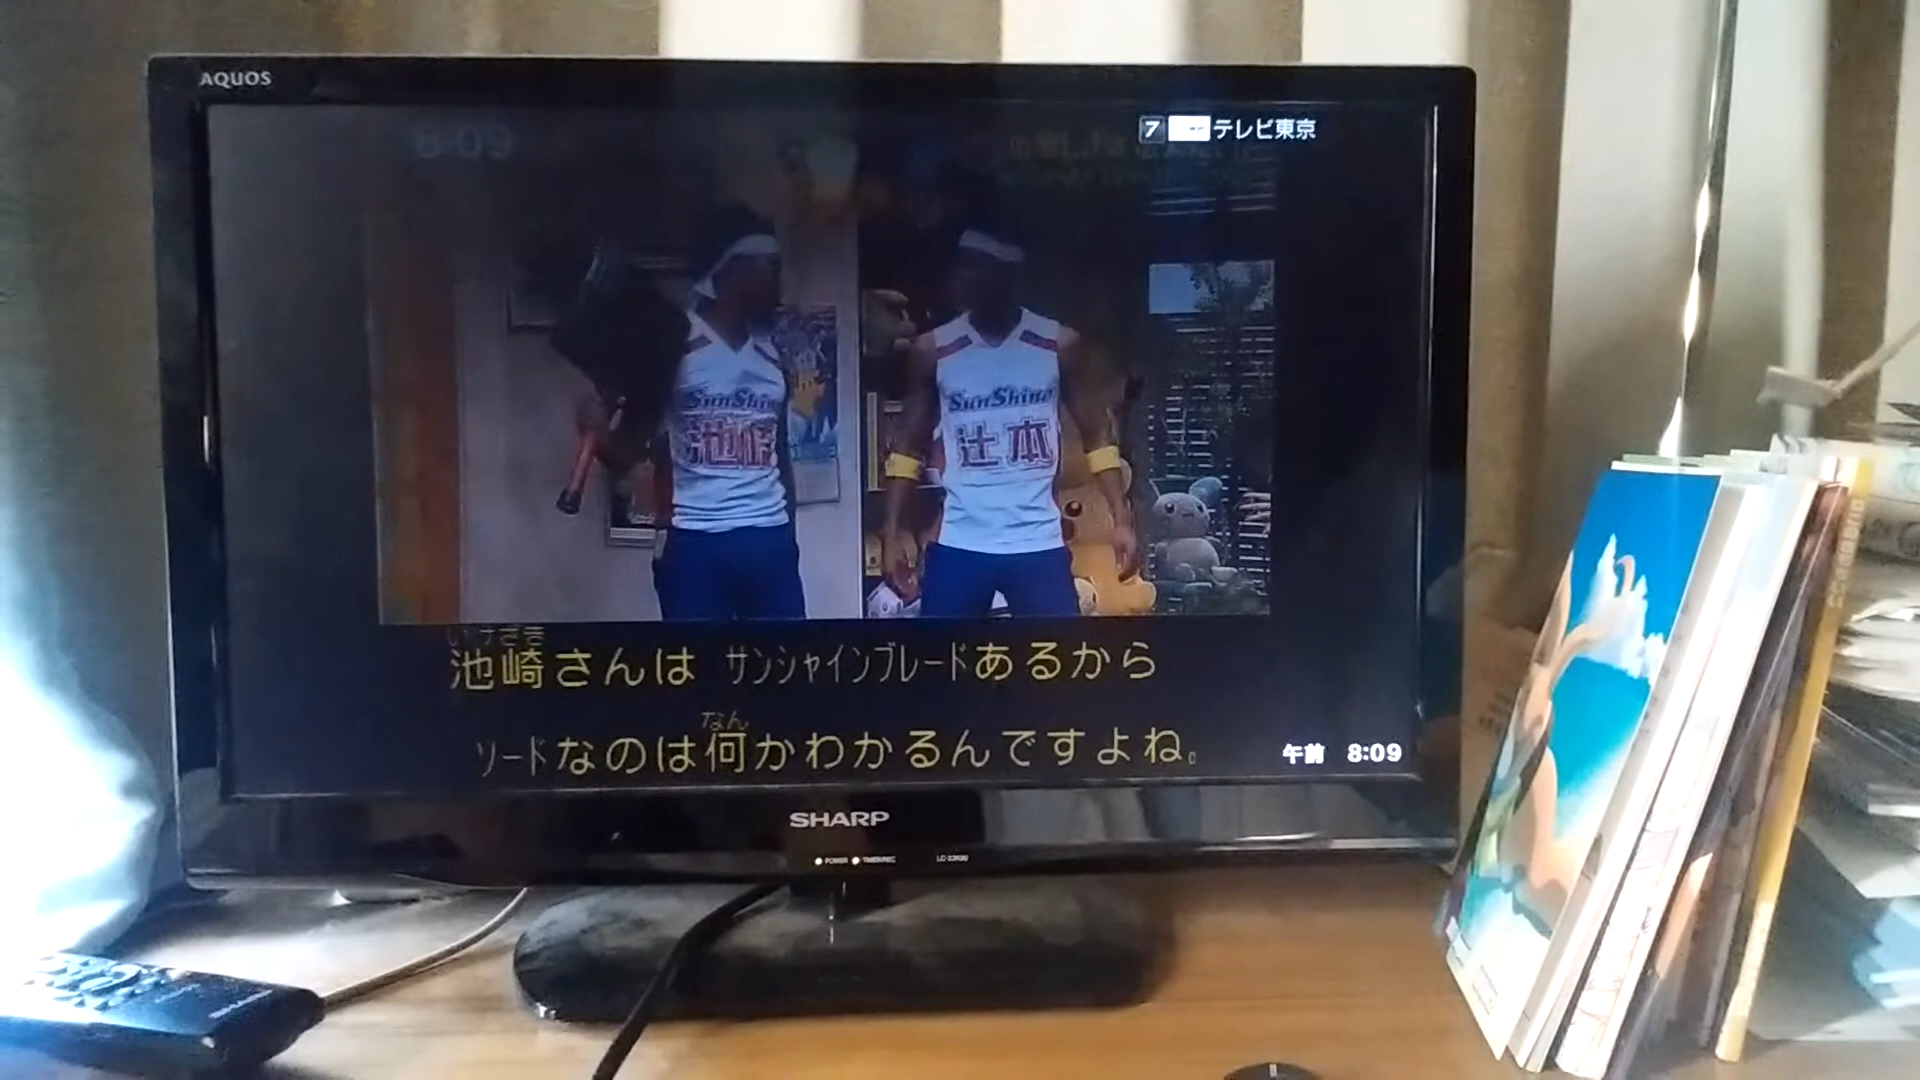 AQUOS
7 テレビ東京
8:09
SunShine
池崎
SunShine
辻本
いけざき
池崎さんは サンシャインブレードあるから
なん
ソードなのは何かわかるんですよね。
午前 8:09
SHARP
POWER